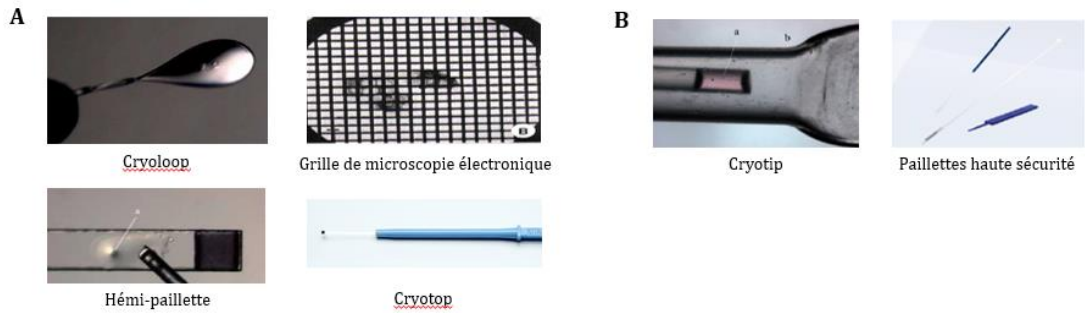 A
B
a
b
Cryoloop
Grille de microscopie électronique
B
Cryotip
Paillettes haute sécurité
a
Hémi-paillette
Cryotop